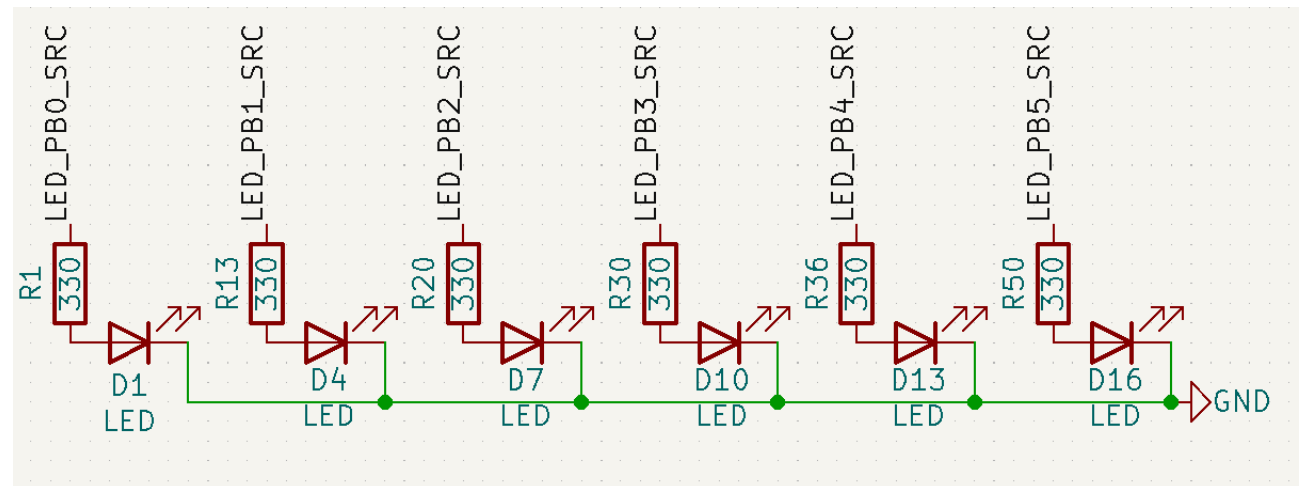 LED_PB0_SRC
LED_PB1_SRC
LED_PB2_SRC
LED_PB3_SRC
LED_PB4_SRC
LED_PB5_SRC
R1
330
R13
330
R20
330
R30
330
R36
330
R50
330
D1
LED
D4
LED
D7
LED
D10
LED
D13
LED
D16
LED
GND